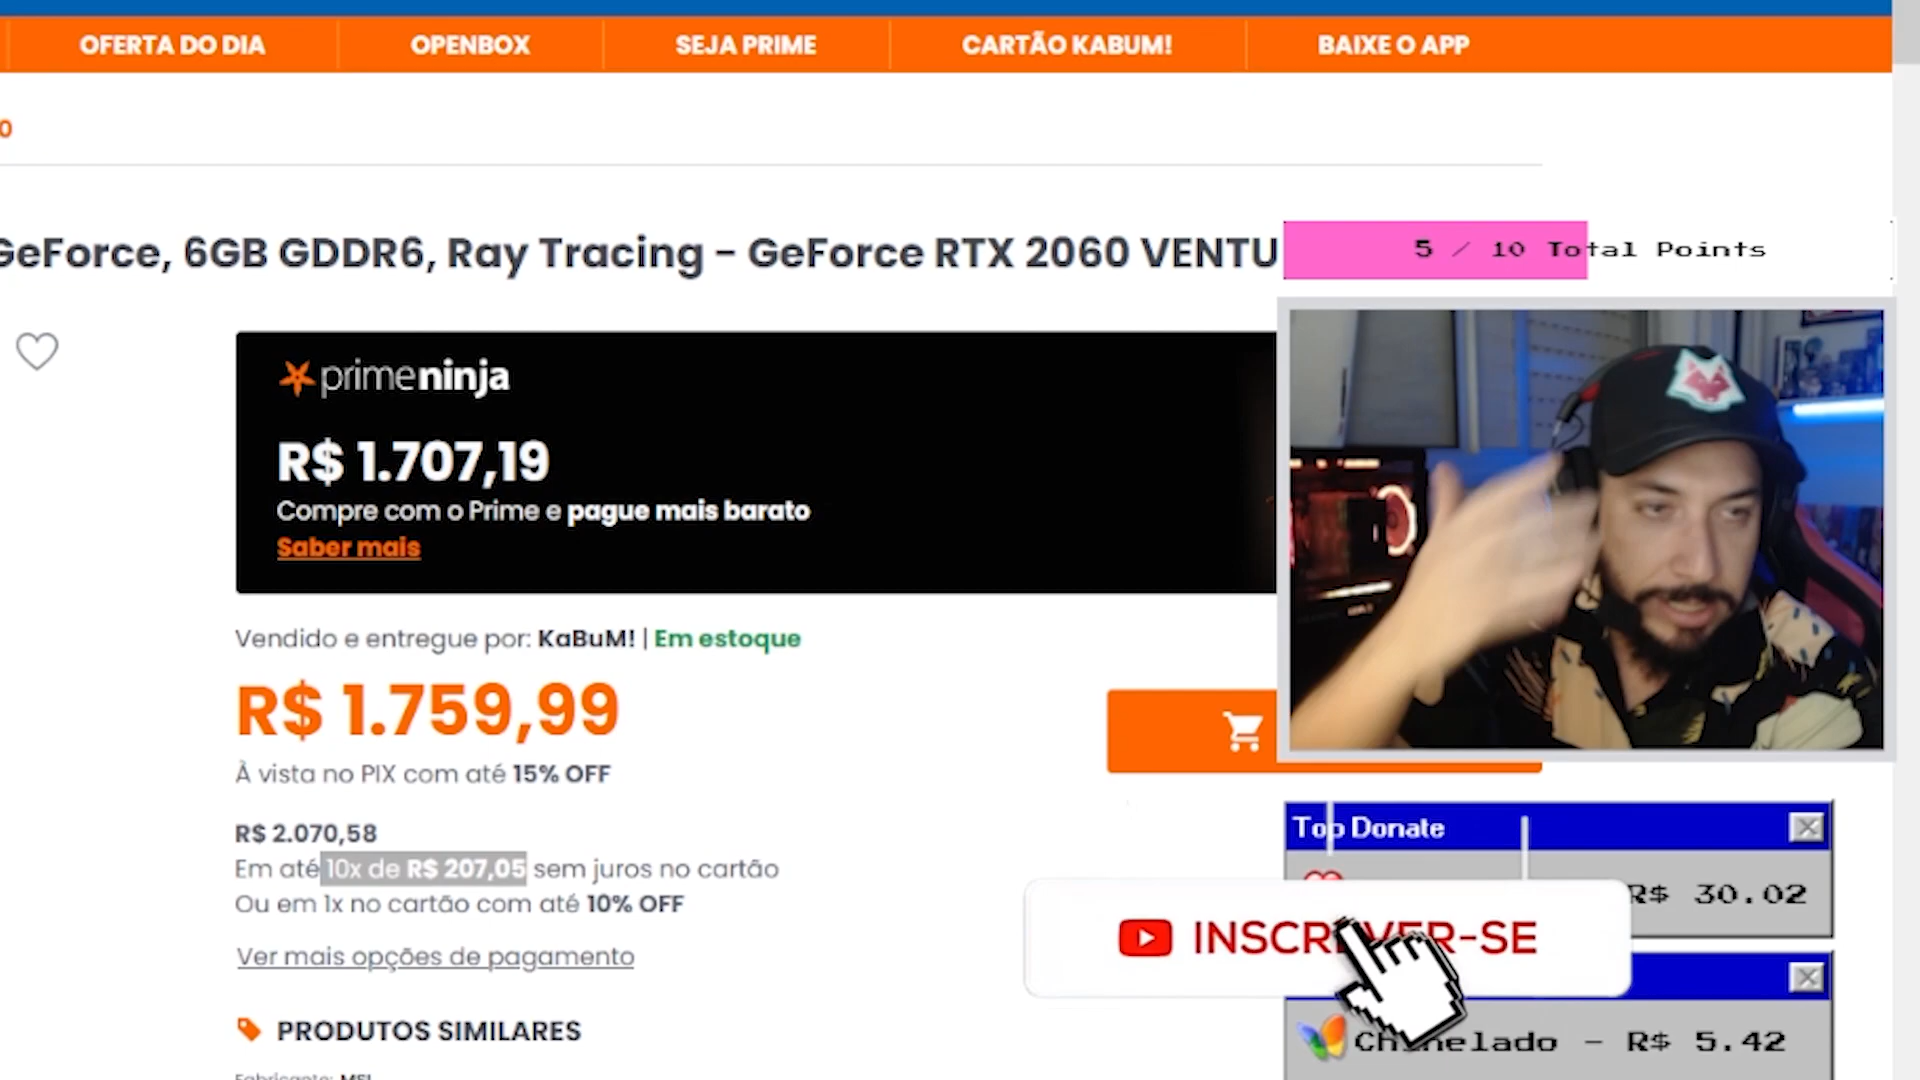 OFERTA DO DIA
OPENBOX
SEJA PRIME
CARTÃO KABUM!
BAIXE O APP
GeForce, 6GB GDDR6, Ray Tracing - GeForce RTX 2060 VENTU
5 / 10 Total Points
primeninja
R$ 1.707,19
Compre com o Prime e pague mais barato
Saber mais
Vendido e entregue por: KaBuM! | Em estoque
R$ 1.759,99
À vista no PIX com até 15% OFF
R$ 2.070,58
Em até 10x de R$ 207,05 sem juros no cartão
Ou em 1x no cartão com até 10% OFF
Ver mais opções de pagamento
PRODUTOS SIMILARES
Fabricante: MSI
Top Donate
R$ 30.02
INSCREVER-SE
R$ 5.42